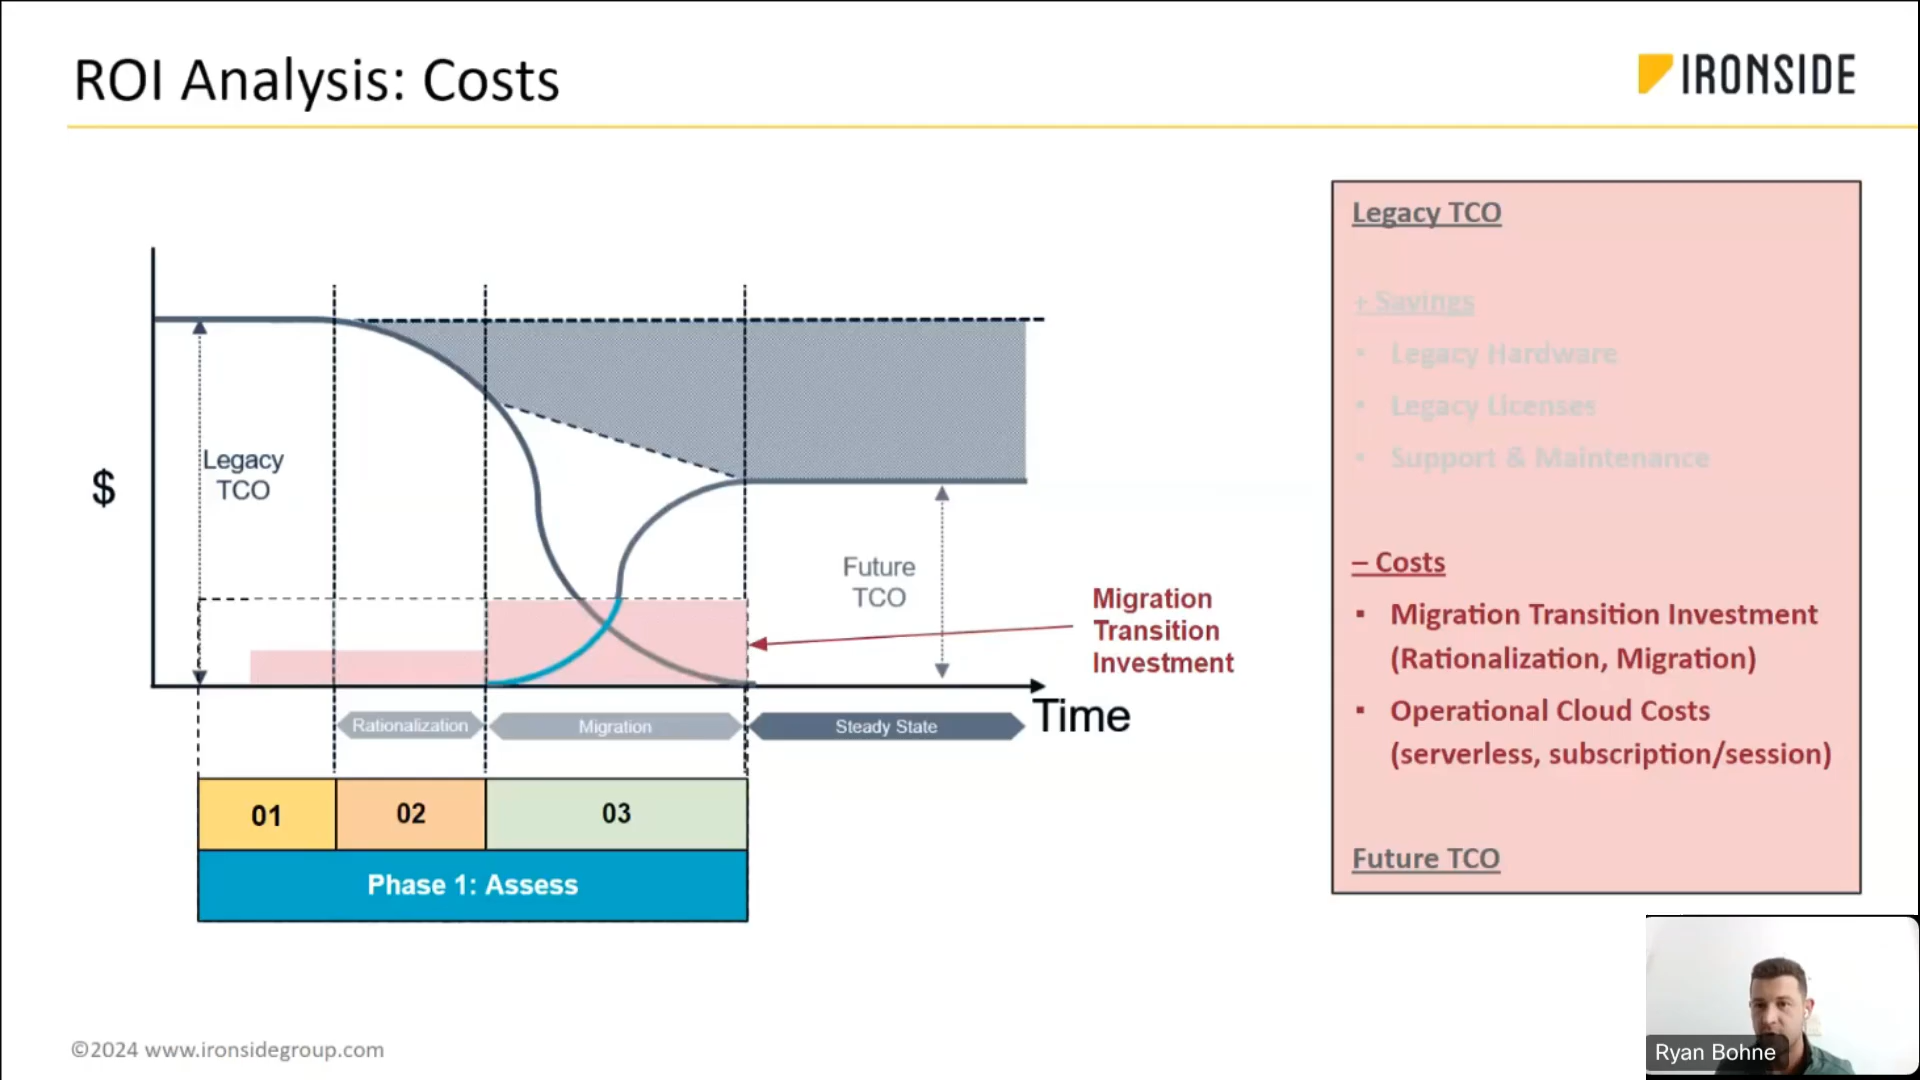 ROI Analysis: Costs
IRONSIDE
$
Legacy
TCO
Future
TCO
Migration
Transition
Investment
Rationalization
Migration
Steady State
Time
01
02
03
Phase 1: Assess
Legacy TCO
+ Savings
▪ Legacy Hardware
▪ Legacy Licenses
▪ Support & Maintenance
– Costs
▪ Migration Transition Investment
(Rationalization, Migration)
▪ Operational Cloud Costs
(serverless, subscription/session)
Future TCO
©2024 www.ironsidegroup.com
Ryan Bohne